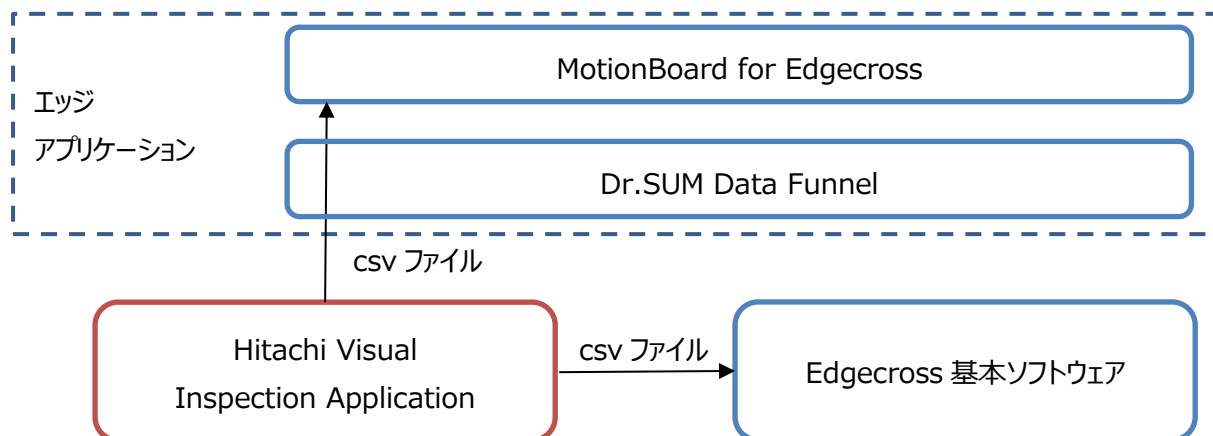 MotionBoard for Edgecross
エッジ
アプリケーション
Dr.SUM Data Funnel
csv ファイル
Hitachi Visual
Inspection Application
csv ファイル
Edgecross 基本ソフトウェア